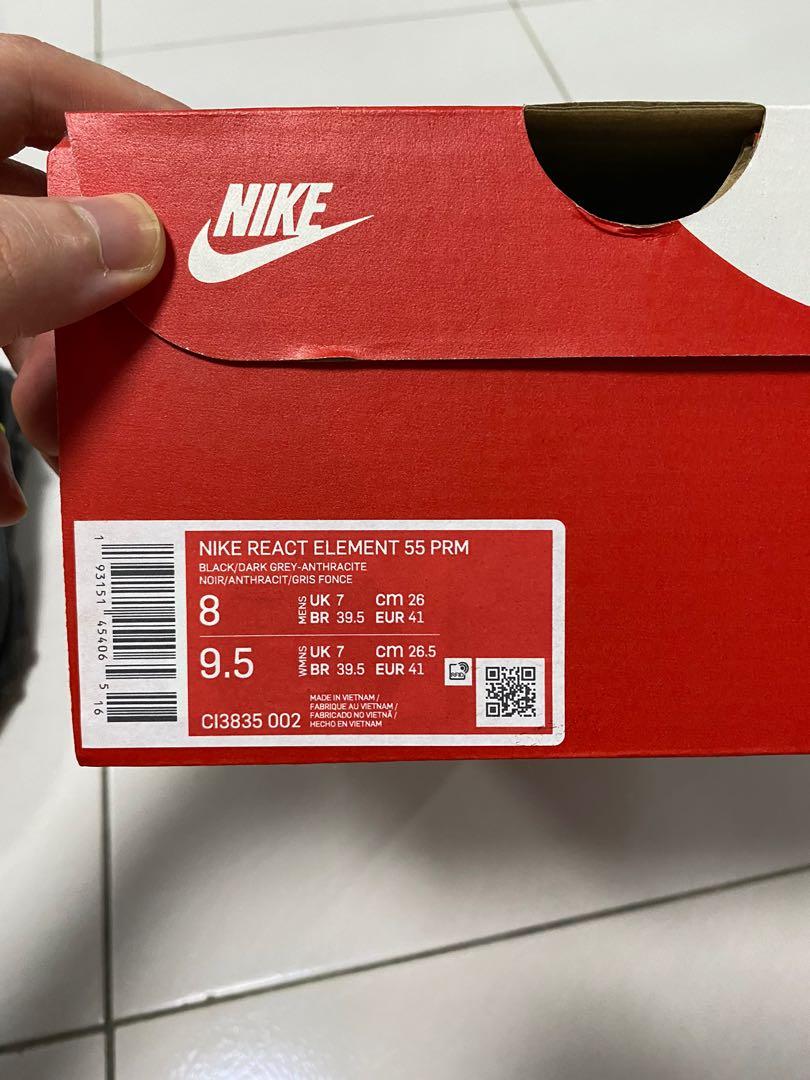 NIKE
NIKE REACT ELEMENT 55 PRM
BLACK/DARK GREY-ANTHRACITE
NOIR/ANTHRACIT/GRIS FONCE
8 MENS UK 7 cm 26
BR 39.5 EUR 41
9.5 WMNS UK 7 cm 26.5
BR 39.5 EUR 41
RFID
MADE IN VIETNAM /
FABRIQUE AU VIETNAM /
FABRICADO NO VIETNÃ /
HECHO EN VIETNAM
CI3835 002
1 93151 45406 5 16